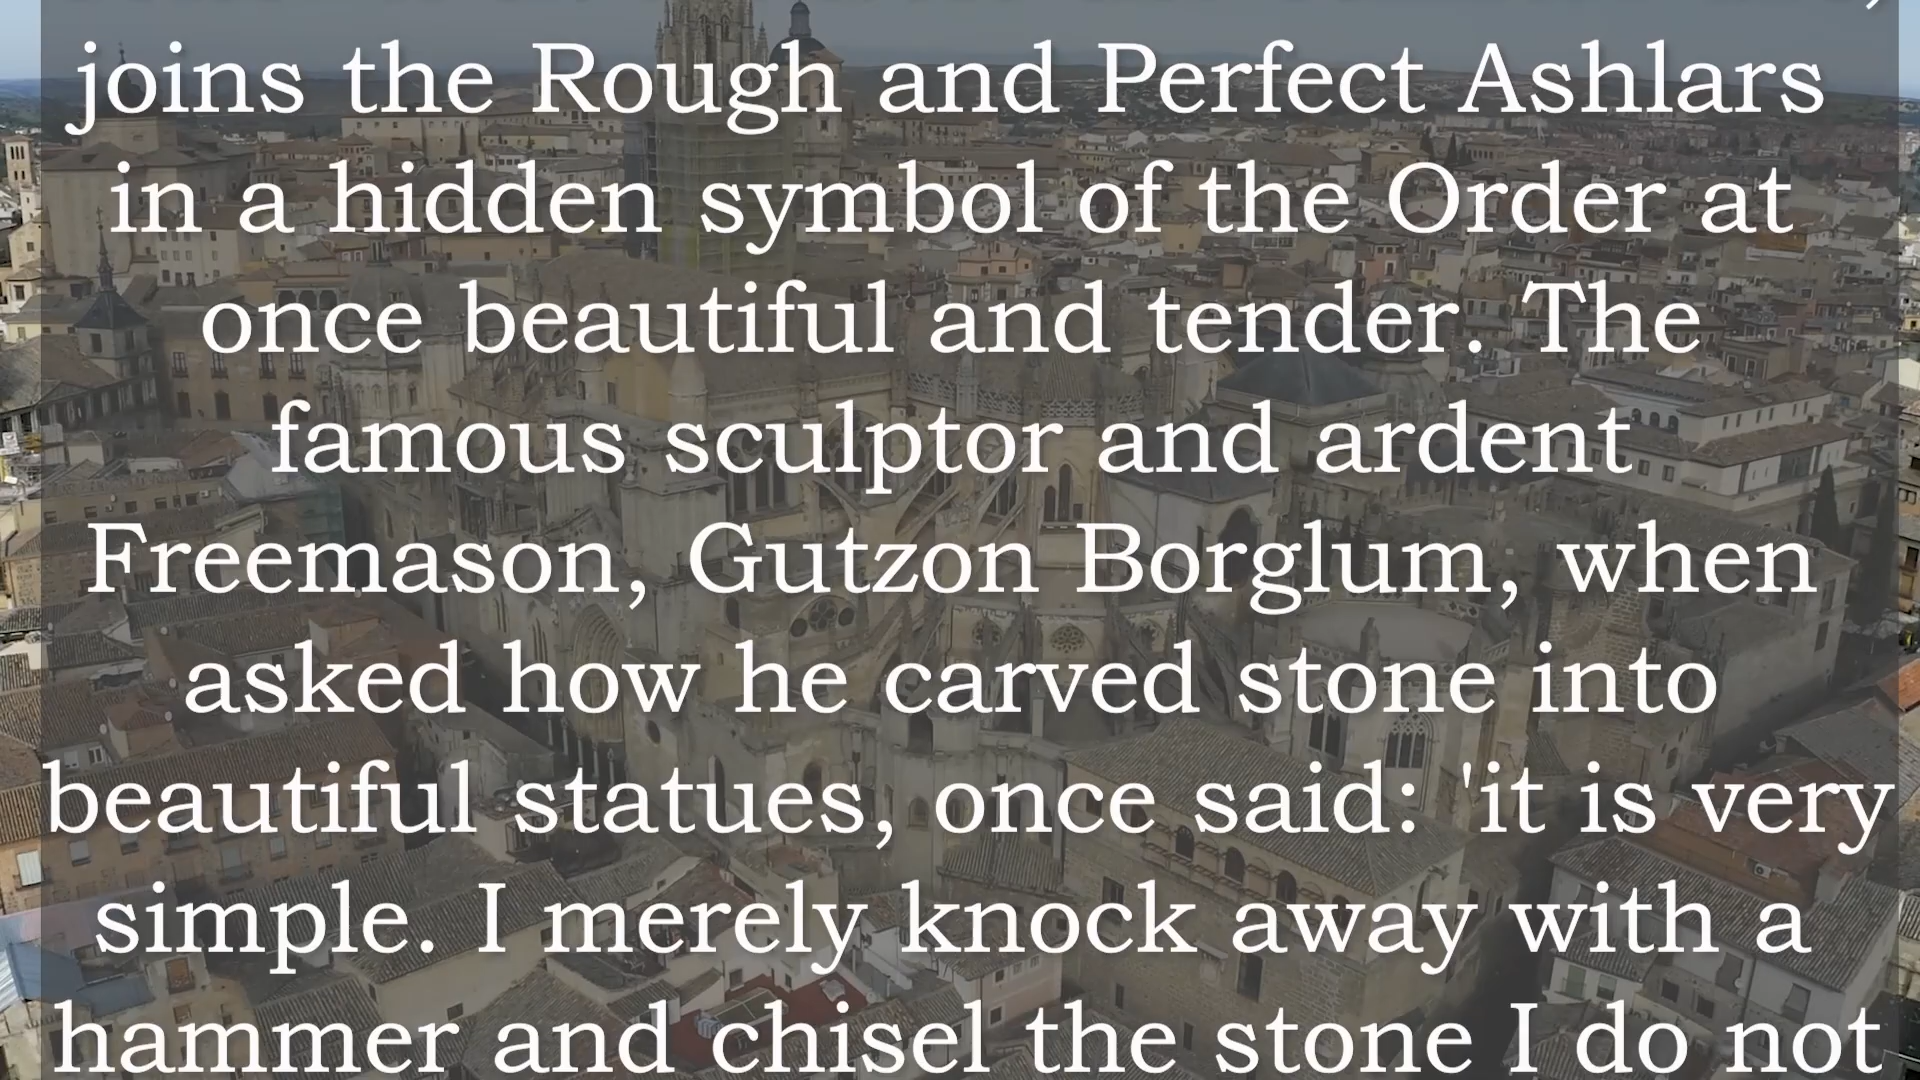 joins the Rough and Perfect Ashlars
in a hidden symbol of the Order at
once beautiful and tender. The
famous sculptor and ardent
Freemason, Gutzon Borglum, when
asked how he carved stone into
beautiful statues, once said: 'it is very
simple. I merely knock away with a
hammer and chisel the stone I do not